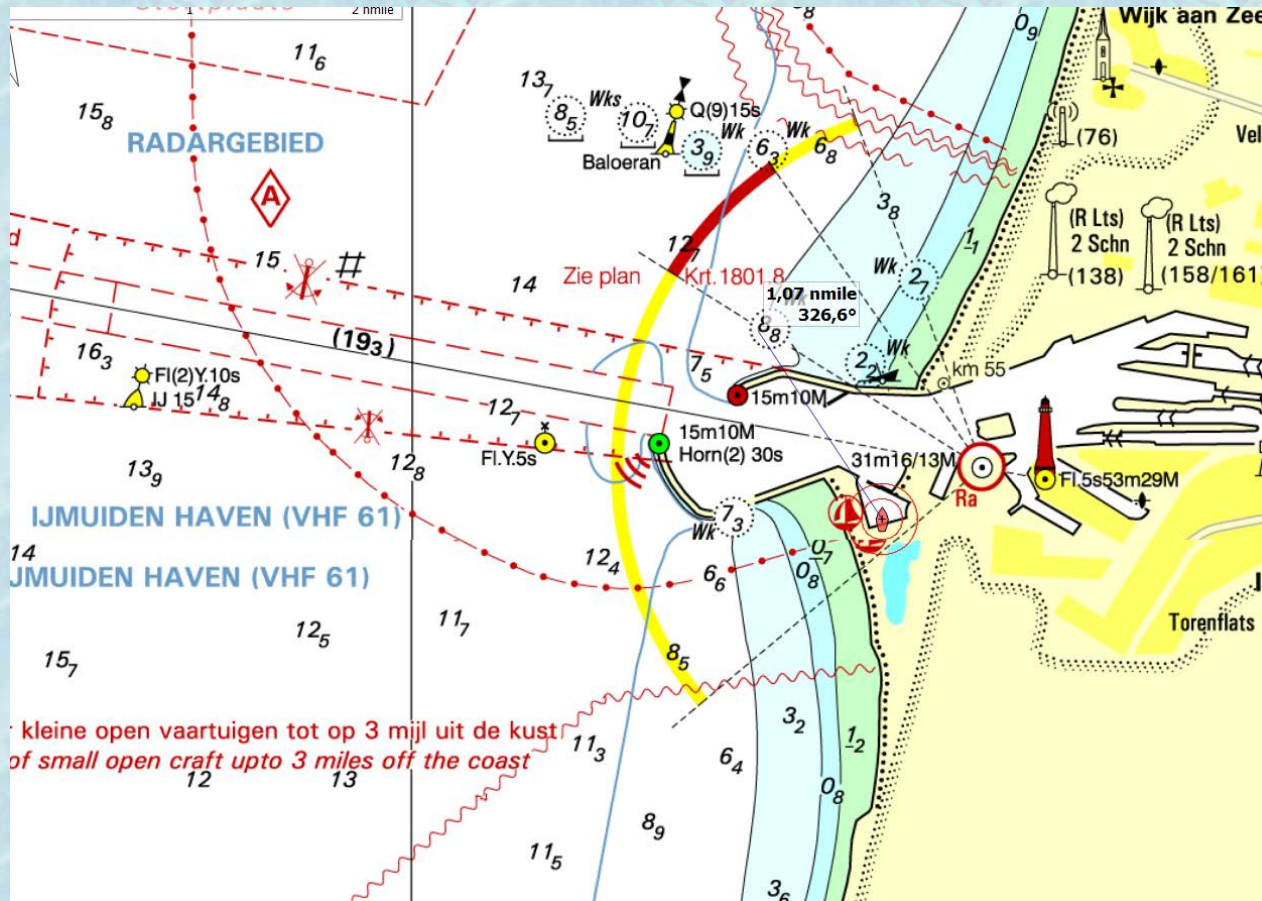 2 nmile
Wijk aan Zee
0₉
11₆
13₇
8₅
Wks
10₇
Q(9)15s
Baloeran
3₉
Wk
6₃
Wk
6₈
15₈
RADARGEBIED
A
(76)
3₈
1₁
(R Lts)
2 Schn
(138)
(R Lts)
2 Schn
(158/161)
15
14
12₇
Zie plan
Krt.1801.8
Wk
2₇
1,07 nmile
326,6°
8₈
(19₃)
16₃
7₅
2₂
Wk
km 55
Fl(2)Y.10s
IJ 15
14₈
12₇
15m10M
15m10M
Horn(2) 30s
Fl.Y.5s
13₉
12₈
31m16/13M
Ra
Fl.5s53m29M
IJMUIDEN HAVEN (VHF 61)
7₃
Wk
14
JMUIDEN HAVEN (VHF 61)
12₄
6₆
0₇
0₈
12₅
11₇
Torenflats
15₇
8₅
kleine open vaartuigen tot op 3 mijl uit de kust
of small open craft upto 3 miles off the coast
12
13
11₃
3₂
1₂
6₄
0₈
8₉
11₅
3₆